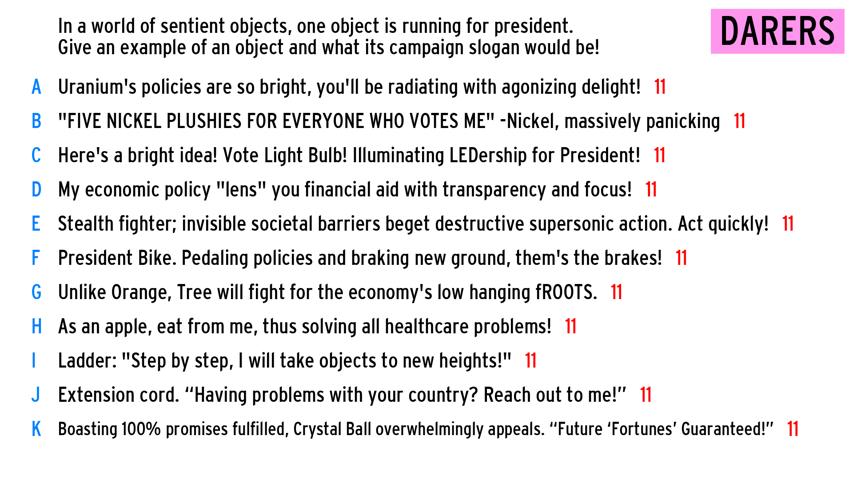 In a world of sentient objects, one object is running for president.
Give an example of an object and what its campaign slogan would be!
DARERS
A Uranium's policies are so bright, you'll be radiating with agonizing delight! 11
B "FIVE NICKEL PLUSHIES FOR EVERYONE WHO VOTES ME" -Nickel, massively panicking 11
C Here's a bright idea! Vote Light Bulb! Illuminating LEDership for President! 11
D My economic policy "lens" you financial aid with transparency and focus! 11
E Stealth fighter; invisible societal barriers beget destructive supersonic action. Act quickly! 11
F President Bike. Pedaling policies and braking new ground, them's the brakes! 11
G Unlike Orange, Tree will fight for the economy's low hanging fROOTS. 11
H As an apple, eat from me, thus solving all healthcare problems! 11
I Ladder: "Step by step, I will take objects to new heights!" 11
J Extension cord. “Having problems with your country? Reach out to me!” 11
K Boasting 100% promises fulfilled, Crystal Ball overwhelmingly appeals. “Future ‘Fortunes’ Guaranteed!” 11